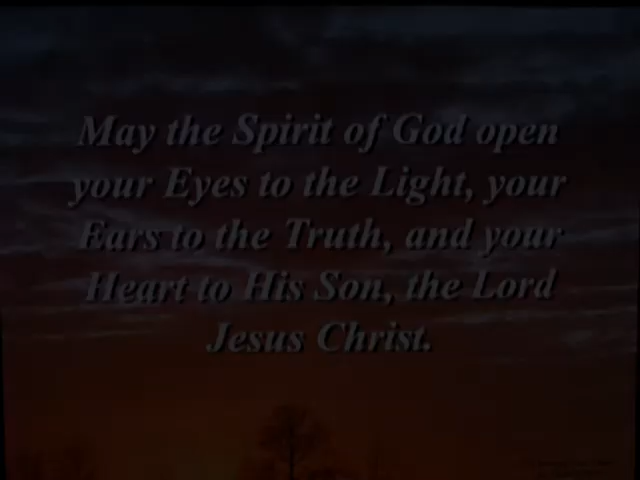 May the Spirit of God open
your Eyes to the Light, your
Ears to the Truth, and your
Heart to His Son, the Lord
Jesus Christ.